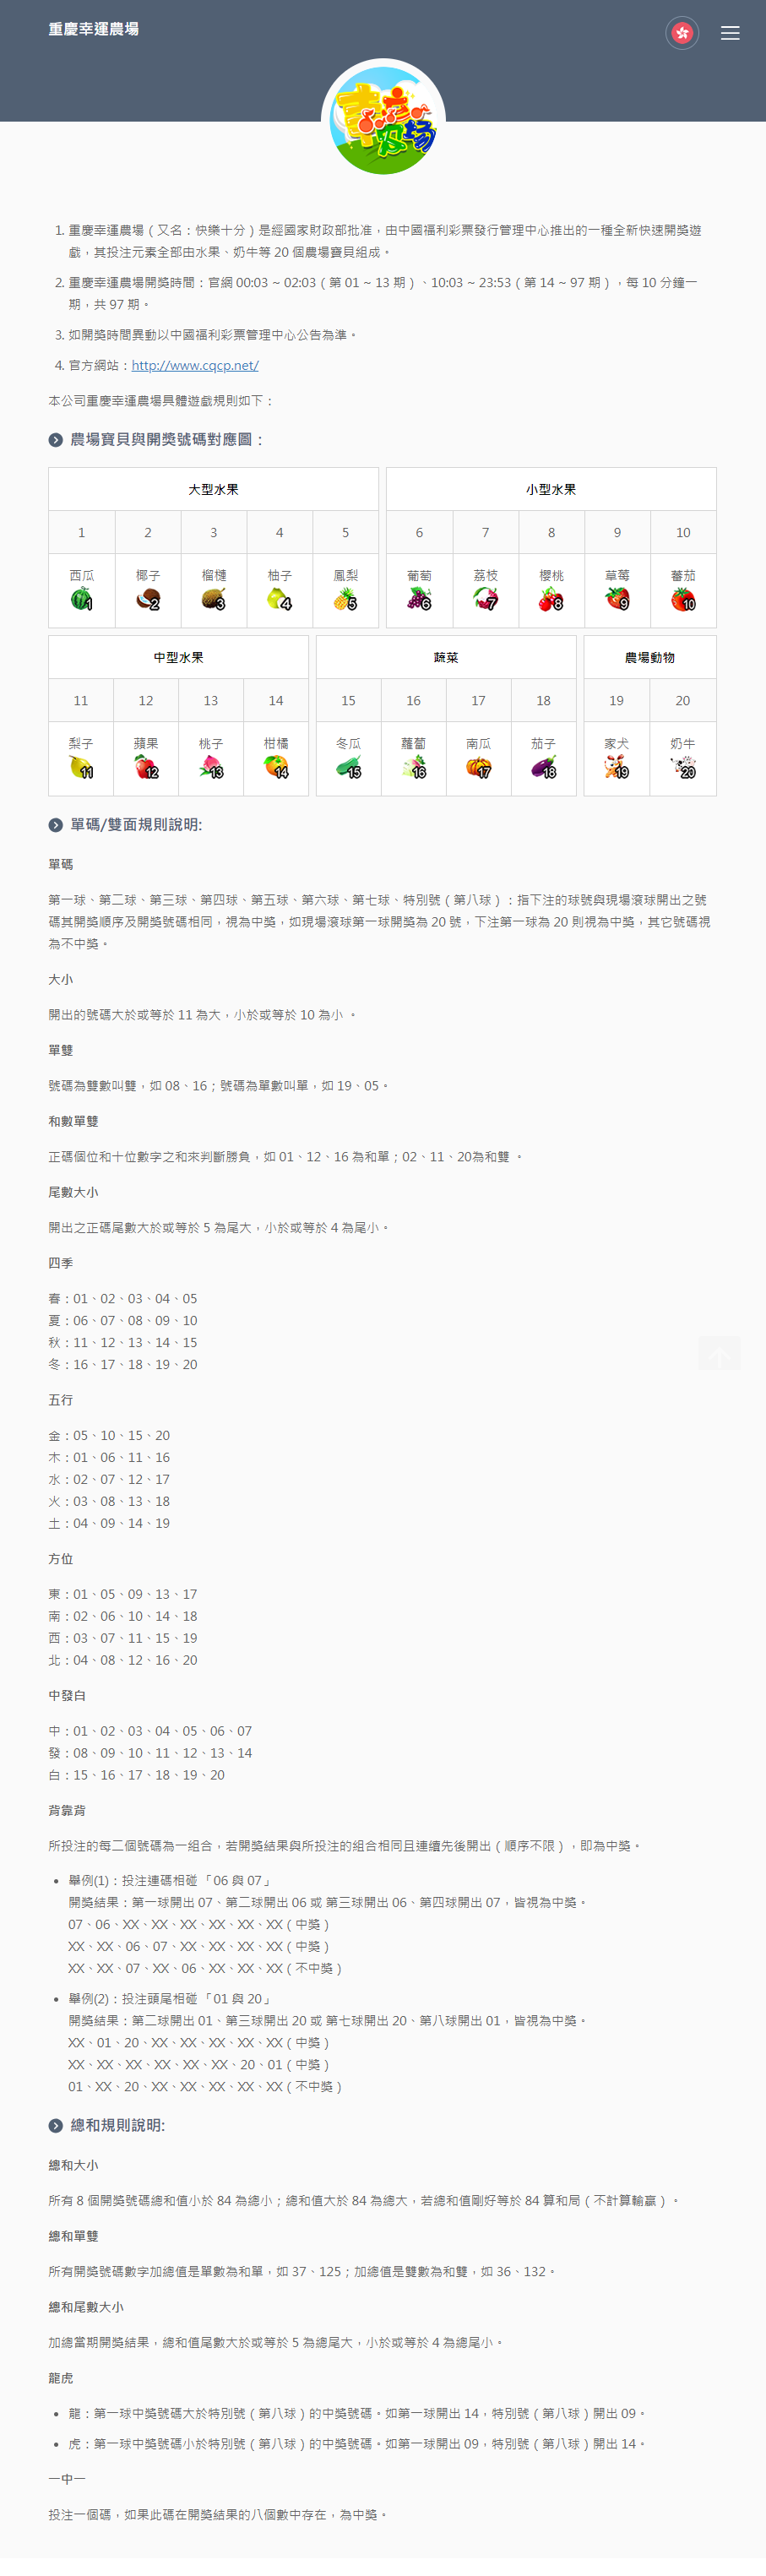 重慶幸運農場
幸运农场
1. 重慶幸運農場（又名：快樂十分）是經國家財政部批准，由中國福利彩票發行管理中心推出的一種全新快速開獎遊
戲，其投注元素全部由水果、奶牛等 20 個農場寶貝組成。
2. 重慶幸運農場開獎時間：官網 00:03 ~ 02:03（第 01 ~ 13 期）、10:03 ~ 23:53（第 14 ~ 97 期），每 10 分鐘一
期，共 97 期。
3. 如開獎時間異動以中國福利彩票管理中心公告為準。
4. 官方網站：http://www.cqcp.net/
本公司重慶幸運農場具體遊戲規則如下：
農場寶貝與開獎號碼對應圖：
大型水果 小型水果
1 2 3 4 5 6 7 8 9 10
西瓜 椰子 榴槤 柚子 鳳梨 葡萄 荔枝 櫻桃 草莓 蕃茄
1 2 3 4 5 6 7 8 9 10
中型水果 蔬菜 農場動物
11 12 13 14 15 16 17 18 19 20
梨子 蘋果 桃子 柑橘 冬瓜 蘿蔔 南瓜 茄子 家犬 奶牛
11 12 13 14 15 16 17 18 19 20
單碼/雙面規則說明:
單碼
第一球、第二球、第三球、第四球、第五球、第六球、第七球、特別號（第八球）：指下注的球號與現場滾球開出之號
碼其開獎順序及開獎號碼相同，視為中獎，如現場滾球第一球開獎為 20 號，下注第一球為 20 則視為中獎，其它號碼視
為不中獎。
大小
開出的號碼大於或等於 11 為大，小於或等於 10 為小 。
單雙
號碼為雙數叫雙，如 08、16；號碼為單數叫單，如 19、05。
和數單雙
正碼個位和十位數字之和來判斷勝負，如 01、12、16 為和單；02、11、20為和雙 。
尾數大小
開出之正碼尾數大於或等於 5 為尾大，小於或等於 4 為尾小。
四季
春：01、02、03、04、05
夏：06、07、08、09、10
秋：11、12、13、14、15
冬：16、17、18、19、20
五行
金：05、10、15、20
木：01、06、11、16
水：02、07、12、17
火：03、08、13、18
土：04、09、14、19
方位
東：01、05、09、13、17
南：02、06、10、14、18
西：03、07、11、15、19
北：04、08、12、16、20
中發白
中：01、02、03、04、05、06、07
發：08、09、10、11、12、13、14
白：15、16、17、18、19、20
背靠背
所投注的每二個號碼為一組合，若開獎結果與所投注的組合相同且連續先後開出（順序不限），即為中獎。
• 舉例(1)：投注連碼相碰 「06 與 07」
開獎結果：第一球開出 07、第二球開出 06 或 第三球開出 06、第四球開出 07，皆視為中獎。
07、06、XX、XX、XX、XX、XX、XX（中獎）
XX、XX、06、07、XX、XX、XX、XX（中獎）
XX、XX、07、XX、06、XX、XX、XX（不中獎）
• 舉例(2)：投注頭尾相碰 「01 與 20」
開獎結果：第二球開出 01、第三球開出 20 或 第七球開出 20、第八球開出 01，皆視為中獎。
XX、01、20、XX、XX、XX、XX、XX（中獎）
XX、XX、XX、XX、XX、XX、20、01（中獎）
01、XX、20、XX、XX、XX、XX、XX（不中獎）
總和規則說明:
總和大小
所有 8 個開獎號碼總和值小於 84 為總小；總和值大於 84 為總大，若總和值剛好等於 84 算和局（不計算輸贏）。
總和單雙
所有開獎號碼數字加總值是單數為和單，如 37、125；加總值是雙數為和雙，如 36、132。
總和尾數大小
加總當期開獎結果，總和值尾數大於或等於 5 為總尾大，小於或等於 4 為總尾小。
龍虎
• 龍：第一球中獎號碼大於特別號（第八球）的中獎號碼。如第一球開出 14，特別號（第八球）開出 09。
• 虎：第一球中獎號碼小於特別號（第八球）的中獎號碼。如第一球開出 09，特別號（第八球）開出 14。
一中一
投注一個碼，如果此碼在開獎結果的八個數中存在，為中獎。